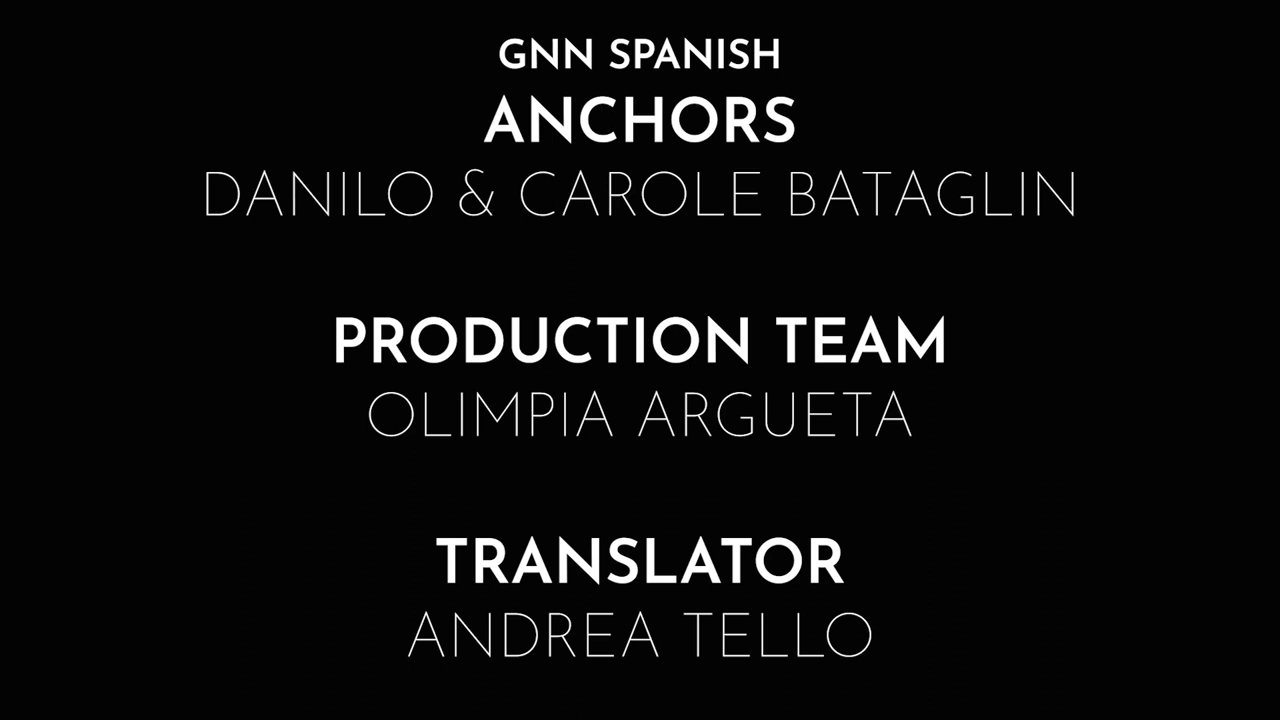 GNN SPANISH
ANCHORS
DANILO & CAROLE BATAGLIN
PRODUCTION TEAM
OLIMPIA ARGUETA
TRANSLATOR
ANDREA TELLO